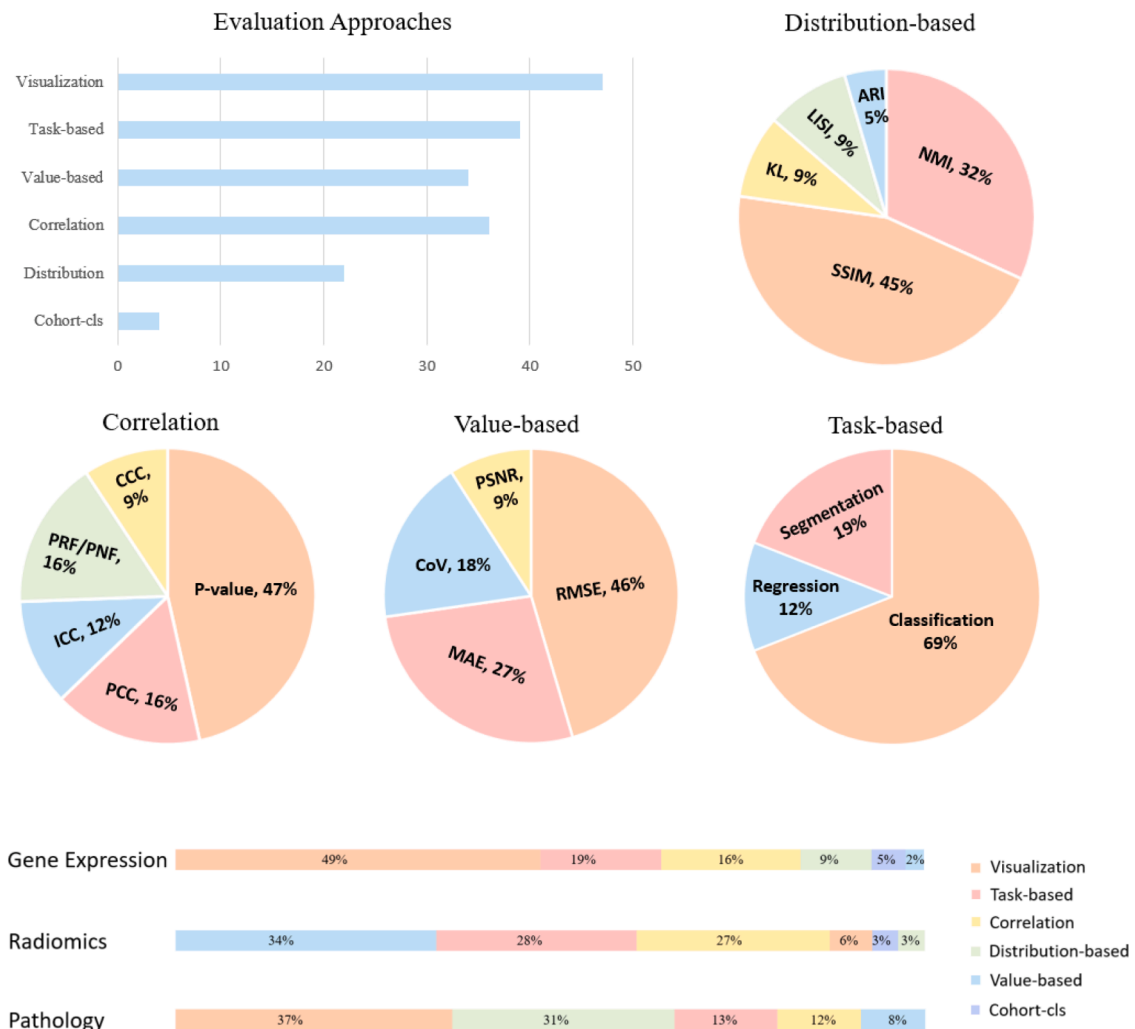 Evaluation Approaches
Visualization
Task-based
Value-based
Correlation
Distribution
Cohort-cls
0 10 20 30 40 50
Distribution-based
ARI
5%
LISI, 9%
NMI, 32%
KL, 9%
SSIM, 45%
Correlation
CCC,
9%
PRF/PNF,
16%
P-value, 47%
ICC, 12%
PCC, 16%
Value-based
PSNR,
9%
CoV, 18%
RMSE, 46%
MAE, 27%
Task-based
Segmentation
19%
Regression
12%
Classification
69%
Gene Expression 49% 19% 16% 9% 5% 2%
Radiomics 34% 28% 27% 6% 3% 3%
Pathology 37% 31% 13% 12% 8%
Visualization
Task-based
Correlation
Distribution-based
Value-based
Cohort-cls